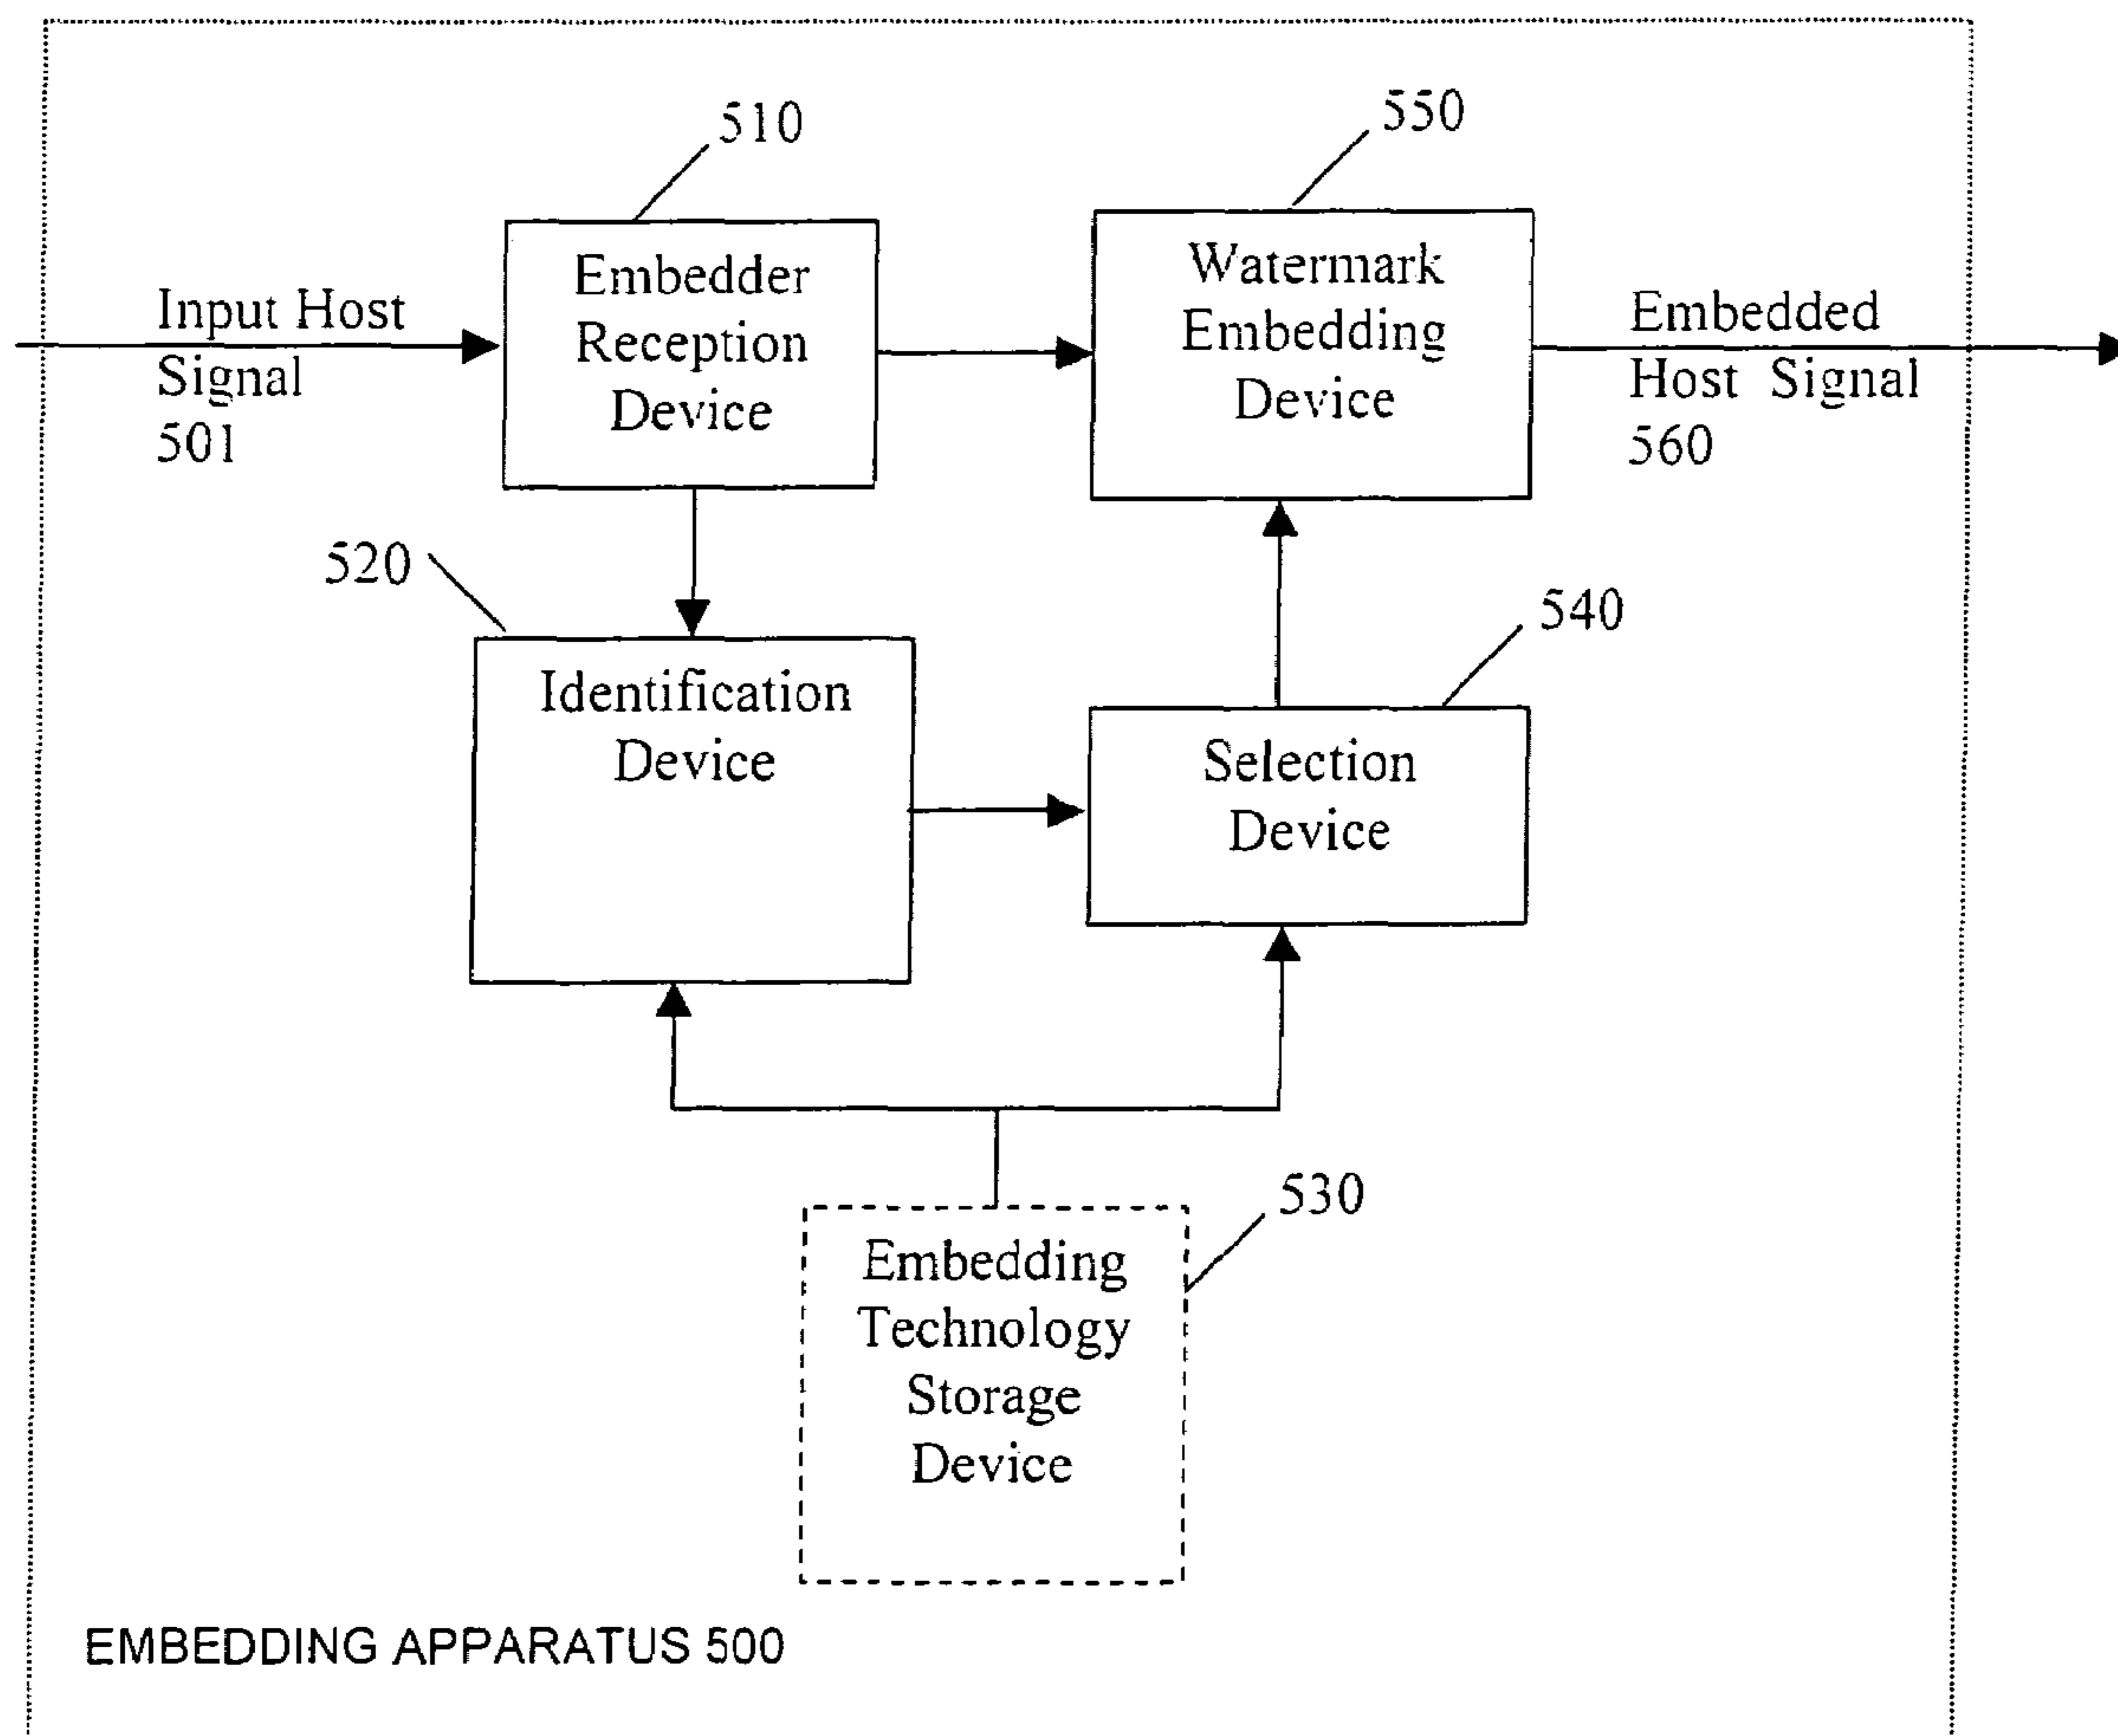 510
550
Input Host
Signal
501
Embedder
Reception
Device
Watermark
Embedding
Device
Embedded
Host Signal
560
520
540
Identification
Device
Selection
Device
530
Embedding
Technology
Storage
Device
EMBEDDING APPARATUS 500